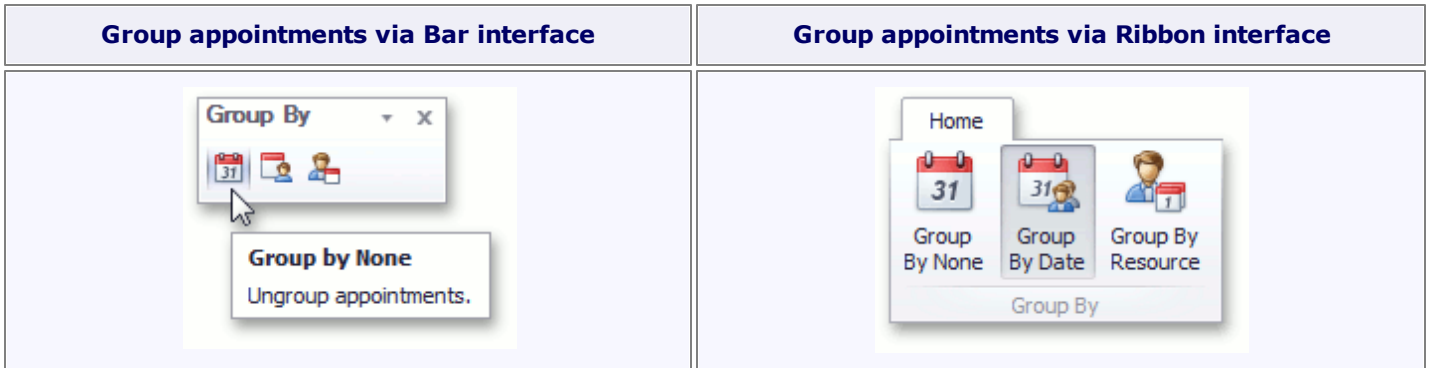 Group appointments via Bar interface
Group appointments via Ribbon interface
Group By
x
31
Group by None
Ungroup appointments.
Home
31
31
1
Group
By None
Group
By Date
Group By
Resource
Group By